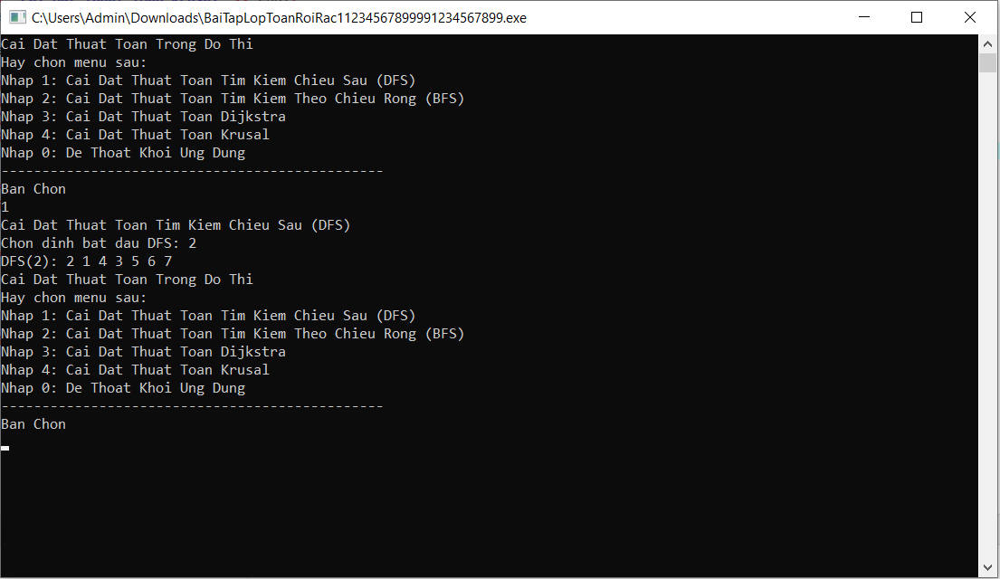 C:\Users\Admin\Downloads\BaiTapLopToanRoiRac11234567899991234567899.exe
Cai Dat Thuat Toan Trong Do Thi
Hay chon menu sau:
Nhap 1: Cai Dat Thuat Toan Tim Kiem Chieu Sau (DFS)
Nhap 2: Cai Dat Thuat Toan Tim Kiem Theo Chieu Rong (BFS)
Nhap 3: Cai Dat Thuat Toan Dijkstra
Nhap 4: Cai Dat Thuat Toan Krusal
Nhap 0: De Thoat Khoi Ung Dung
-----------------------------------------------
Ban Chon
1
Cai Dat Thuat Toan Tim Kiem Chieu Sau (DFS)
Chon dinh bat dau DFS: 2
DFS(2): 2 1 4 3 5 6 7
Cai Dat Thuat Toan Trong Do Thi
Hay chon menu sau:
Nhap 1: Cai Dat Thuat Toan Tim Kiem Chieu Sau (DFS)
Nhap 2: Cai Dat Thuat Toan Tim Kiem Theo Chieu Rong (BFS)
Nhap 3: Cai Dat Thuat Toan Dijkstra
Nhap 4: Cai Dat Thuat Toan Krusal
Nhap 0: De Thoat Khoi Ung Dung
-----------------------------------------------
Ban Chon